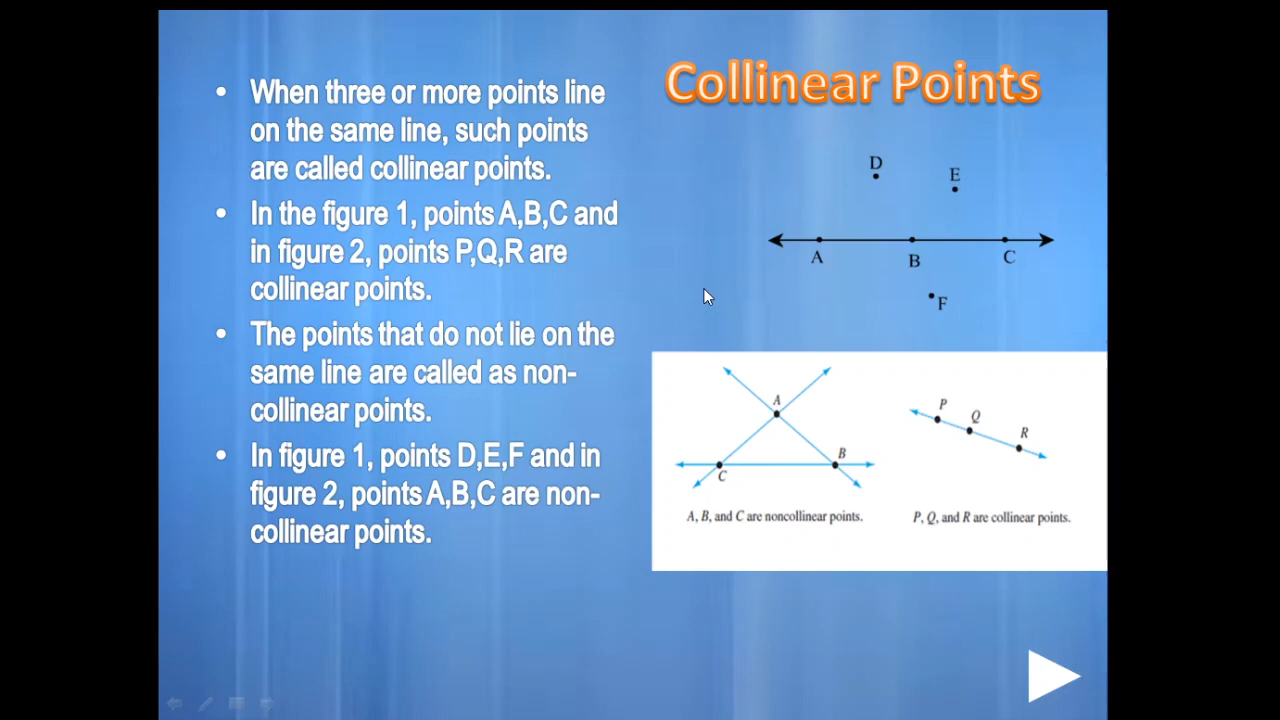 Collinear Points
• When three or more points line
on the same line, such points
are called collinear points.
• In the figure 1, points A,B,C and
in figure 2, points P,Q,R are
collinear points.
• The points that do not lie on the
same line are called as non-
collinear points.
• In figure 1, points D,E,F and in
figure 2, points A,B,C are non-
collinear points.
D
E
A
B
C
F
A
B
C
A, B, and C are noncollinear points.
P
Q
R
P, Q, and R are collinear points.